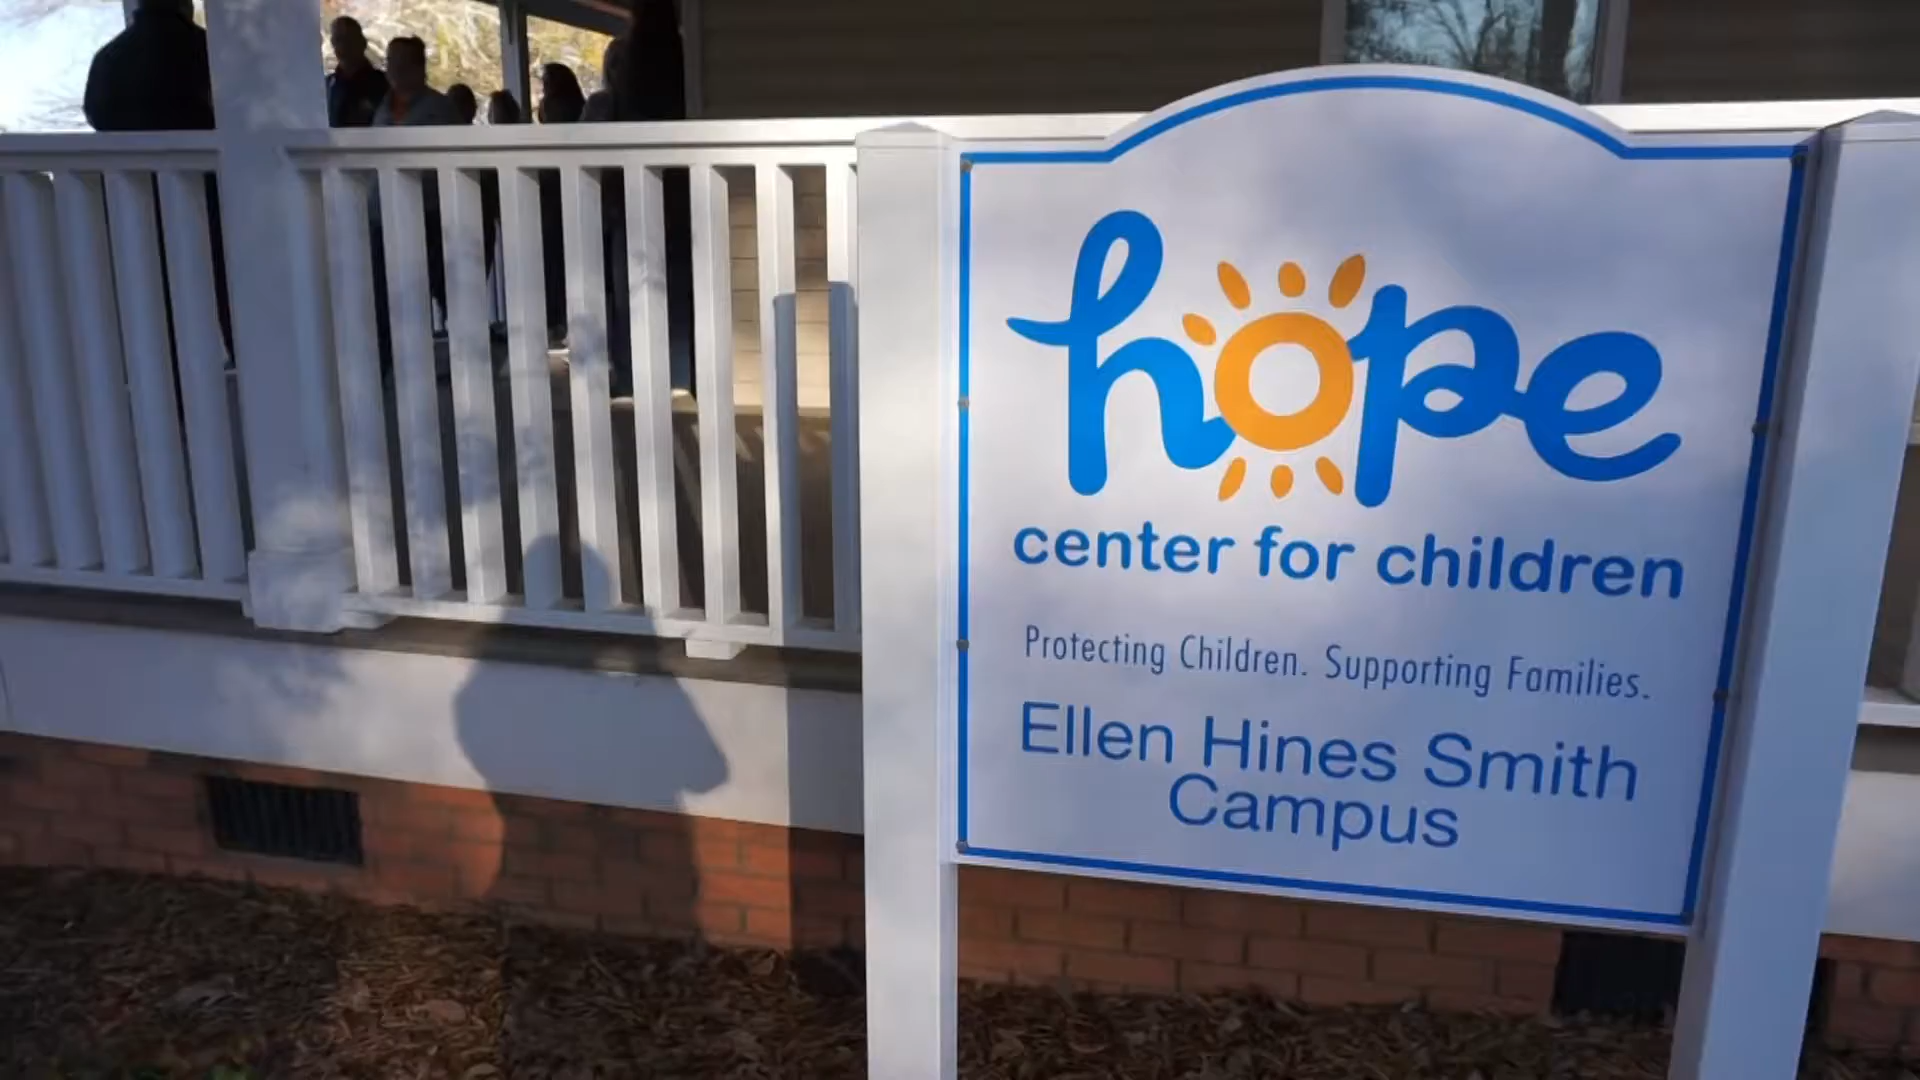 hope
center for children
Protecting Children. Supporting Families.
Ellen Hines Smith
Campus